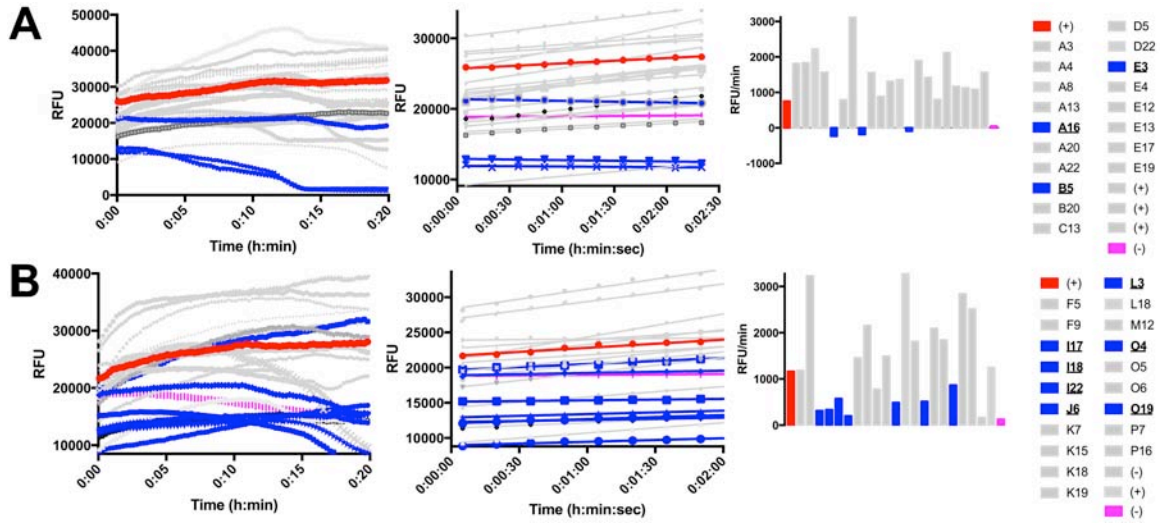 A
RFU
50000
40000
30000
20000
10000
0
0:00
0:05
0:10
0:15
0:20
Time (h:min)
RFU
30000
20000
10000
0:00:00
0:00:30
0:01:00
0:01:30
0:02:00
0:02:30
Time (h:min:sec)
RFU/min
3000
2000
1000
0
-1000
(+)
A3
A4
A8
A13
A16
A20
A22
B5
B20
C13
D5
D22
E3
E4
E12
E13
E17
E19
(+)
(+)
(+)
(-)
B
RFU
40000
30000
20000
10000
0:00
0:05
0:10
0:15
0:20
Time (h:min)
RFU
30000
25000
20000
15000
10000
0:00:00
0:00:30
0:01:00
0:01:30
0:02:00
Time (h:min:sec)
RFU/min
3000
2000
1000
0
(+)
F5
F9
I17
I18
I22
J6
K7
K15
K18
K19
L3
L18
M12
O4
O5
O6
O19
P7
P16
(-)
(+)
(-)